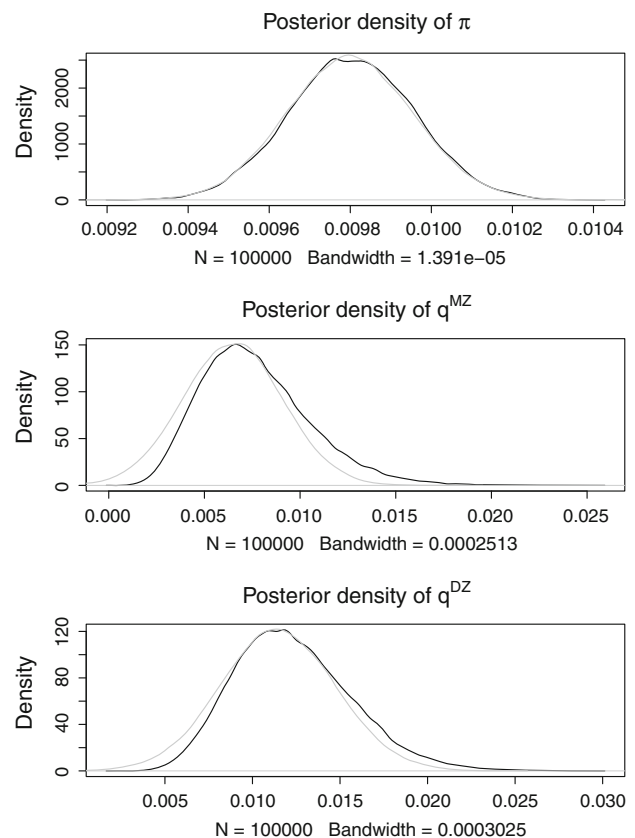 Posterior density of π
Density
0
1000
2000
0.0092 0.0094 0.0096 0.0098 0.0100 0.0102 0.0104
N = 100000 Bandwidth = 1.391e−05
Posterior density of q^MZ
Density
0
50
100
150
0.000 0.005 0.010 0.015 0.020 0.025
N = 100000 Bandwidth = 0.0002513
Posterior density of q^DZ
Density
0
40
80
120
0.005 0.010 0.015 0.020 0.025 0.030
N = 100000 Bandwidth = 0.0003025